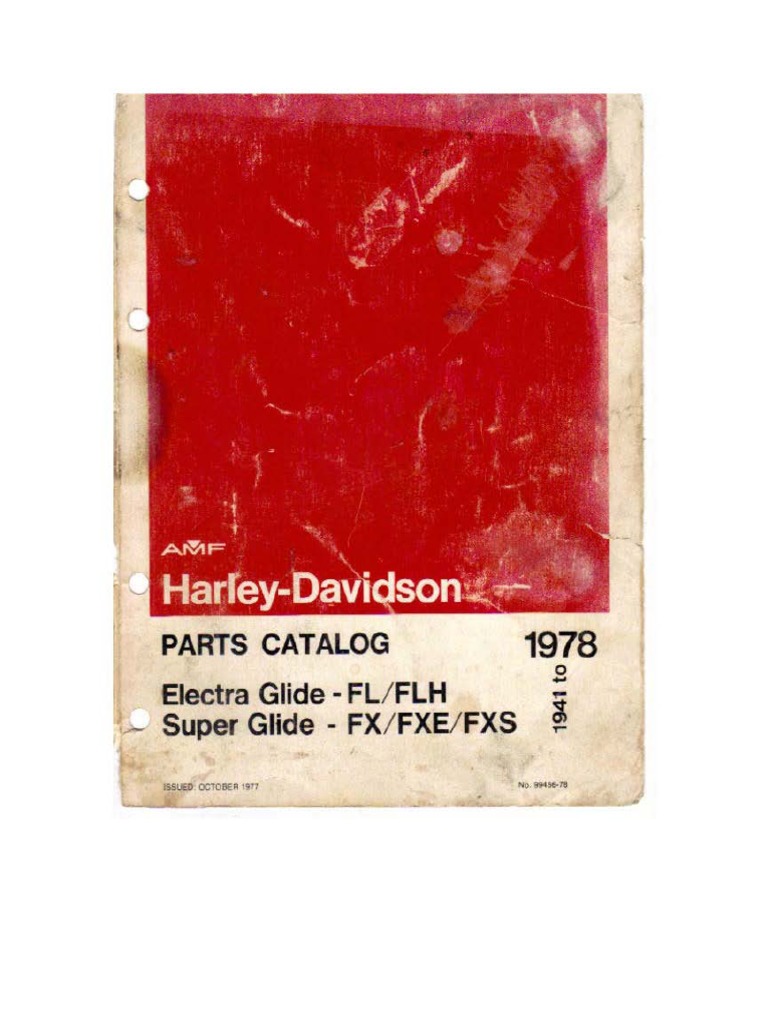 AMF
Harley-Davidson
PARTS CATALOG 1978
1941 to
Electra Glide - FL/FLH
Super Glide - FX/FXE/FXS
ISSUED: OCTOBER 1977 No. 99456-78